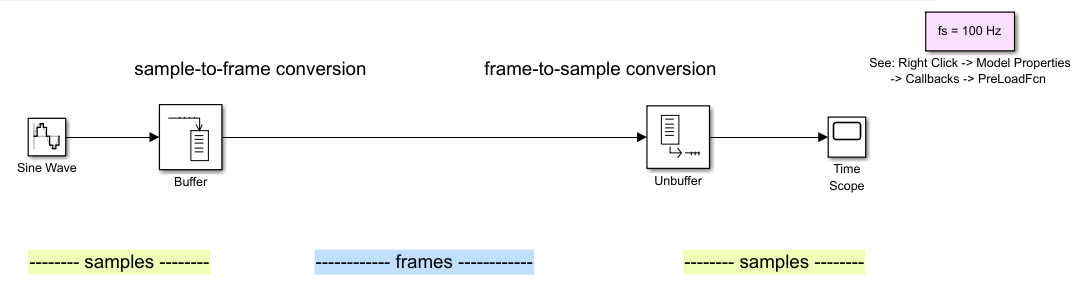 fs = 100 Hz
See: Right Click -> Model Properties
-> Callbacks -> PreLoadFcn
sample-to-frame conversion
frame-to-sample conversion
Sine Wave
Buffer
Unbuffer
Time
Scope
-------- samples --------
------------ frames ------------
-------- samples --------